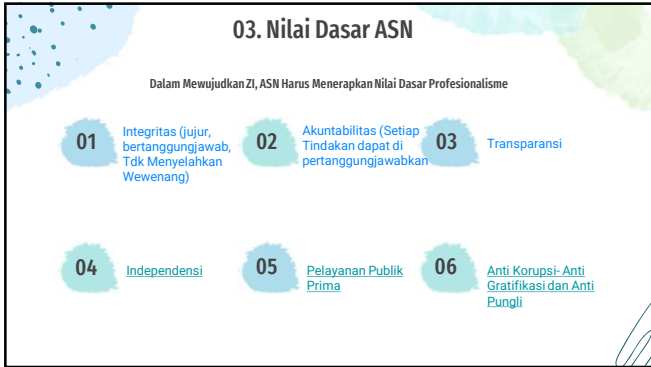 03. Nilai Dasar ASN
Dalam Mewujudkan ZI, ASN Harus Menerapkan Nilai Dasar Profesionalisme
01
Integritas (jujur,
bertanggungjawab,
Tdk Menyelahkan
Wewenang)
02
Akuntabilitas (Setiap
Tindakan dapat di
pertanggungjawabkan
03
Transparansi
04
Independensi
05
Pelayanan Publik
Prima
06
Anti Korupsi- Anti
Gratifikasi dan Anti
Pungli